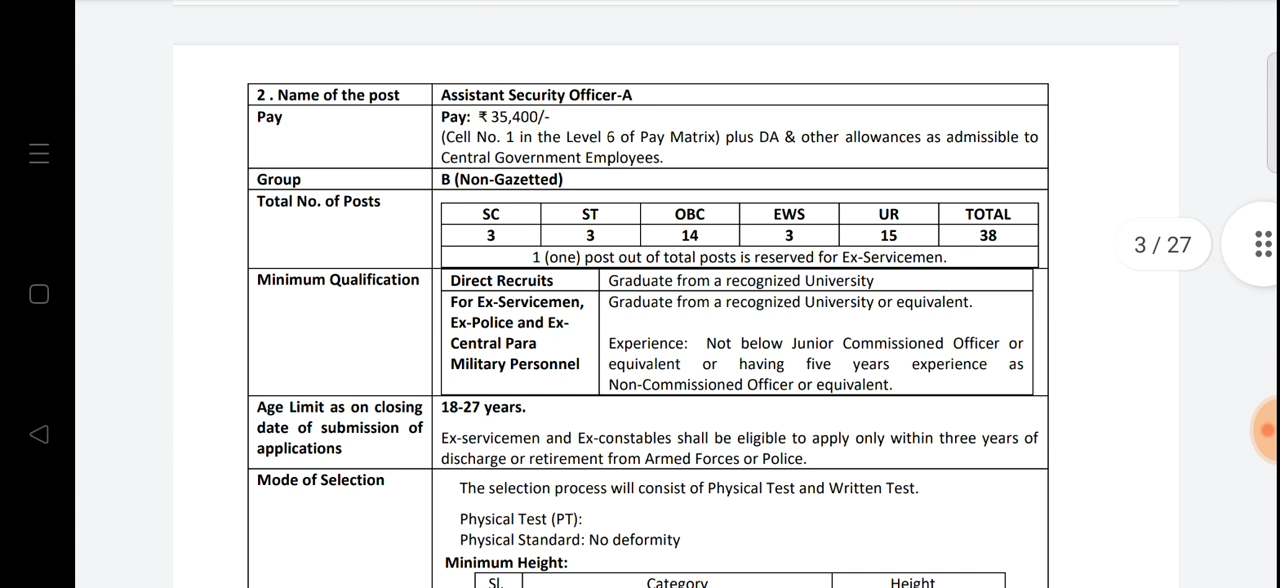 2 . Name of the post Assistant Security Officer-A
Pay Pay: ₹ 35,400/-
(Cell No. 1 in the Level 6 of Pay Matrix) plus DA & other allowances as admissible to
Central Government Employees.
Group B (Non-Gazetted)
Total No. of Posts
SC ST OBC EWS UR TOTAL
3 3 14 3 15 38
1 (one) post out of total posts is reserved for Ex-Servicemen.
Minimum Qualification Direct Recruits Graduate from a recognized University
For Ex-Servicemen, Graduate from a recognized University or equivalent.
Ex-Police and Ex-
Central Para Experience: Not below Junior Commissioned Officer or
Military Personnel equivalent or having five years experience as
Non-Commissioned Officer or equivalent.
Age Limit as on closing 18-27 years.
date of submission of
applications
Ex-servicemen and Ex-constables shall be eligible to apply only within three years of
discharge or retirement from Armed Forces or Police.
Mode of Selection
The selection process will consist of Physical Test and Written Test.
Physical Test (PT):
Physical Standard: No deformity
Minimum Height:
Sl. Category Height
3 / 27